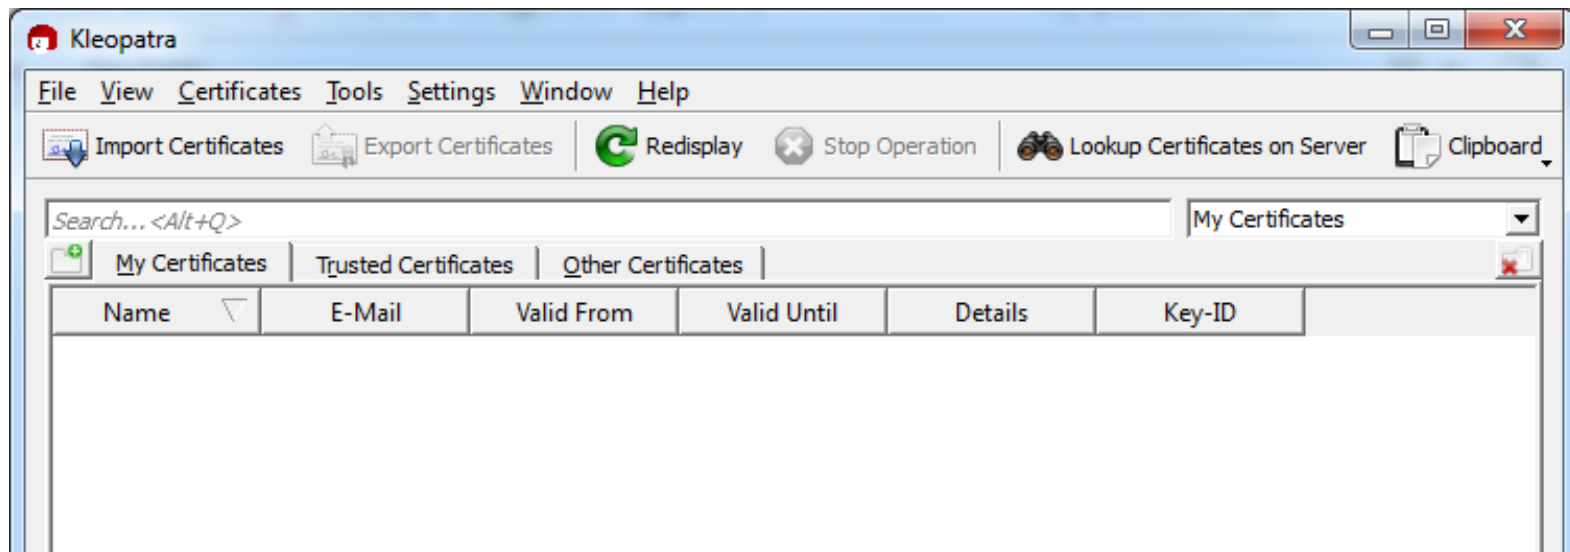 Kleopatra
File View Certificates Tools Settings Window Help
Import Certificates Export Certificates Redisplay Stop Operation Lookup Certificates on Server Clipboard
Search...<Alt+Q> My Certificates
My Certificates Trusted Certificates Other Certificates
Name E-Mail Valid From Valid Until Details Key-ID